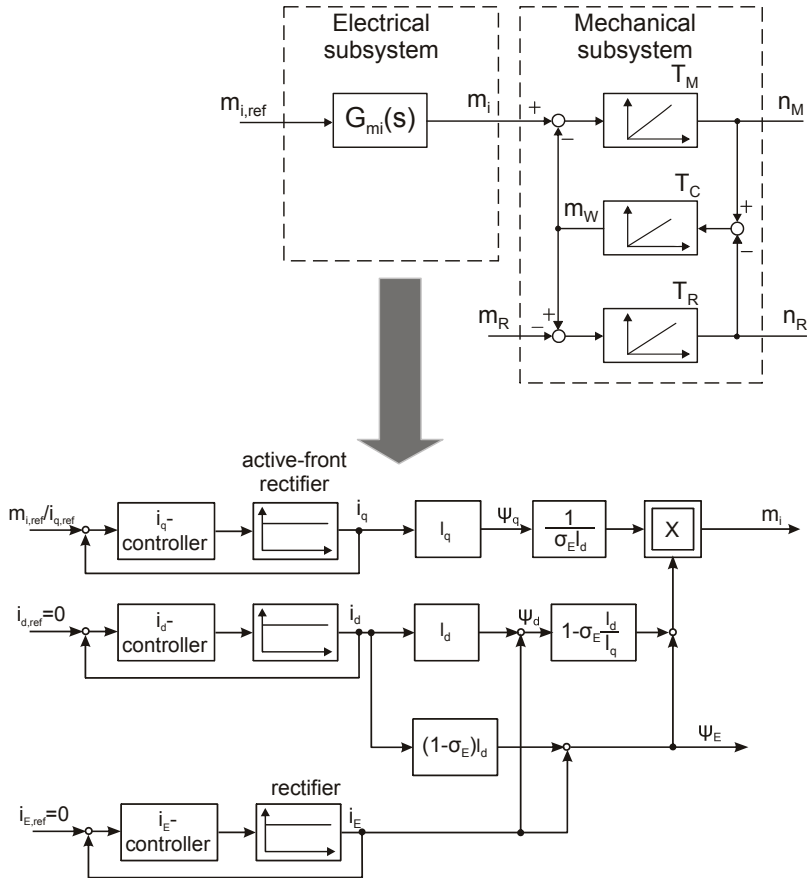 Electrical
subsystem
Mechanical
subsystem
m_i,ref
G_mi(s)
m_i
+
−
T_M
n_M
m_W
T_C
+
−
m_R
+
−
T_R
n_R
active-front
rectifier
m_i,ref/i_q,ref
i_q-
controller
i_q
l_q
Ψ_q
1
σ_E l_d
X
m_i
i_d,ref=0
i_d-
controller
i_d
l_d
Ψ_d
1-σ_E l_d
l_q
(1-σ_E)l_d
Ψ_E
rectifier
i_E,ref=0
i_E-
controller
i_E